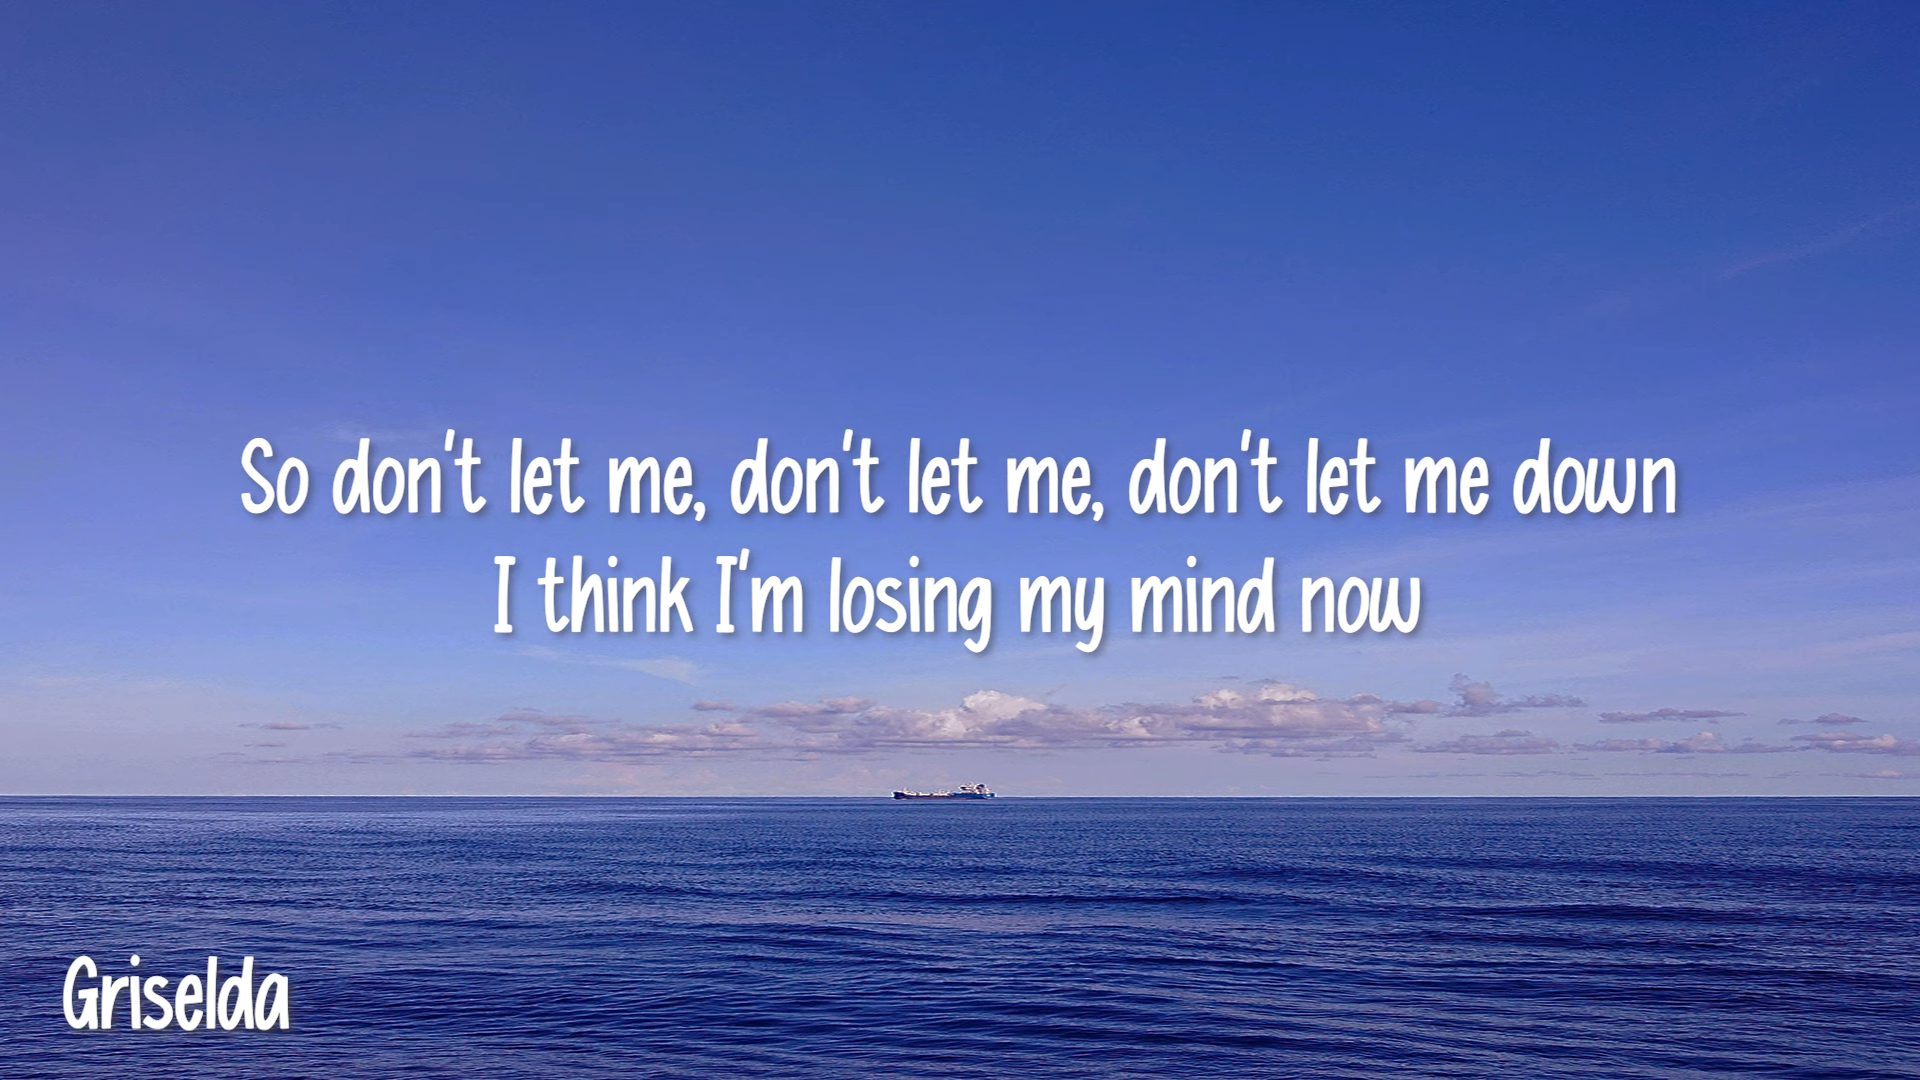 So don't let me, don't let me, don't let me down
I think I'm losing my mind now
Griselda